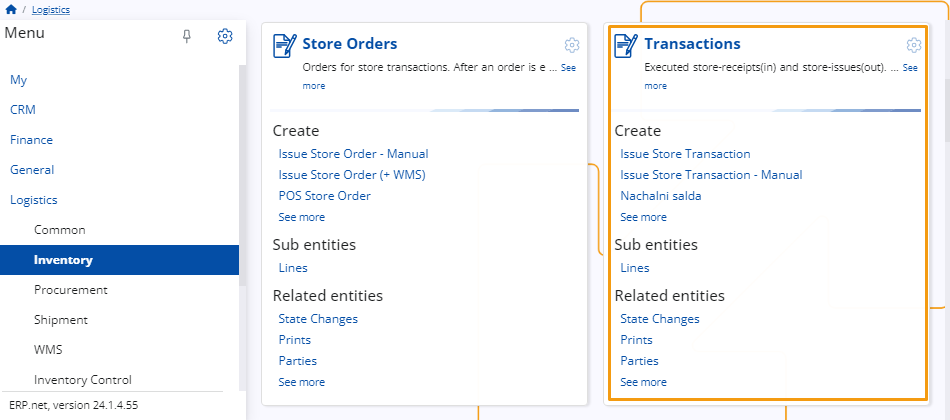 / Logistics
Menu
My
CRM
Finance
General
Logistics
Common
Inventory
Procurement
Shipment
WMS
Inventory Control
ERP.net, version 24.1.4.55
Store Orders
Orders for store transactions. After an order is e ... See
more
Create
Issue Store Order - Manual
Issue Store Order (+ WMS)
POS Store Order
See more
Sub entities
Lines
Related entities
State Changes
Prints
Parties
See more
Transactions
Executed store-receipts(in) and store-issues(out). ... See
more
Create
Issue Store Transaction
Issue Store Transaction - Manual
Nachalni salda
See more
Sub entities
Lines
Related entities
State Changes
Prints
Parties
See more